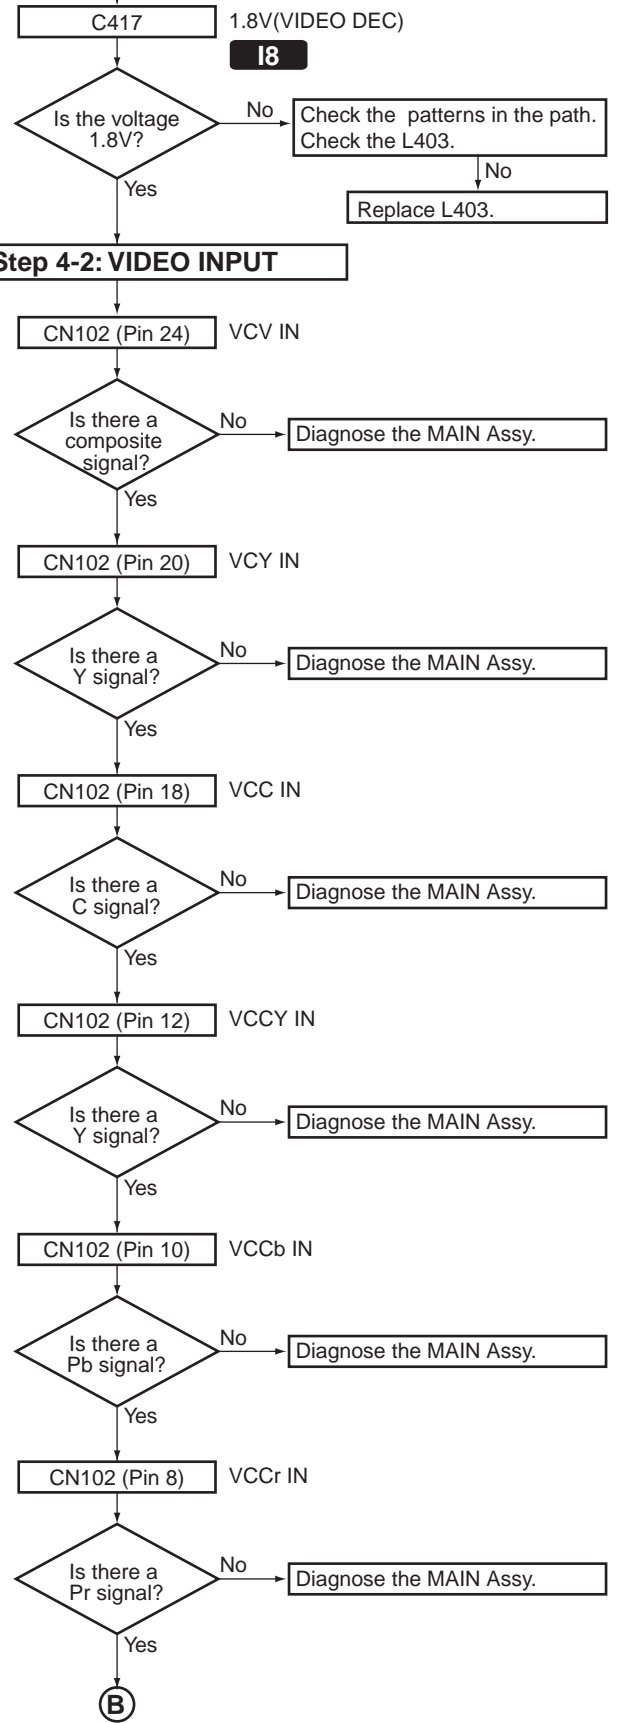 C417
1.8V(VIDEO DEC)
I8
Is the voltage
1.8V?
No
Check the patterns in the path.
Check the L403.
No
Replace L403.
Yes
Step 4-2: VIDEO INPUT
CN102 (Pin 24)
VCV IN
Is there a
composite
signal?
No
Diagnose the MAIN Assy.
Yes
CN102 (Pin 20)
VCY IN
Is there a
Y signal?
No
Diagnose the MAIN Assy.
Yes
CN102 (Pin 18)
VCC IN
Is there a
C signal?
No
Diagnose the MAIN Assy.
Yes
CN102 (Pin 12)
VCCY IN
Is there a
Y signal?
No
Diagnose the MAIN Assy.
Yes
CN102 (Pin 10)
VCCb IN
Is there a
Pb signal?
No
Diagnose the MAIN Assy.
Yes
CN102 (Pin 8)
VCCr IN
Is there a
Pr signal?
No
Diagnose the MAIN Assy.
Yes
B